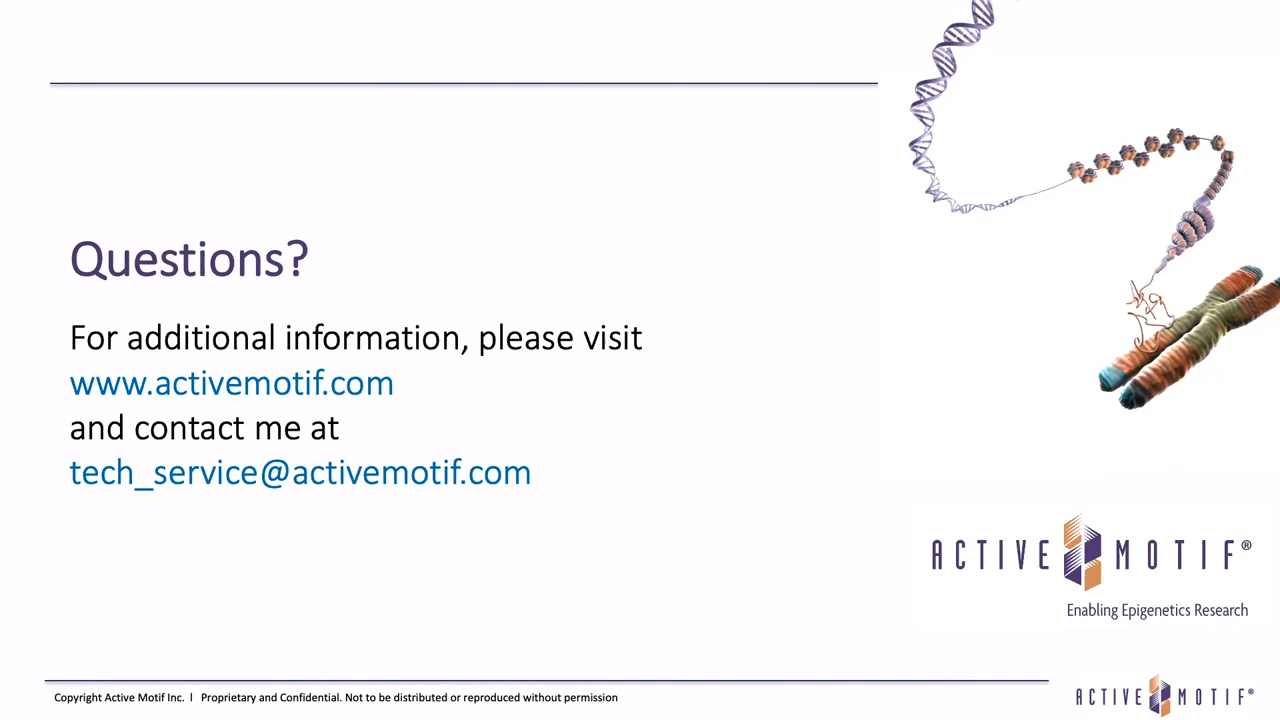 Questions?
For additional information, please visit
www.activemotif.com
and contact me at
tech_service@activemotif.com
ACTIVE MOTIF®
Enabling Epigenetics Research
Copyright Active Motif Inc. I Proprietary and Confidential. Not to be distributed or reproduced without permission
ACTIVE MOTIF®